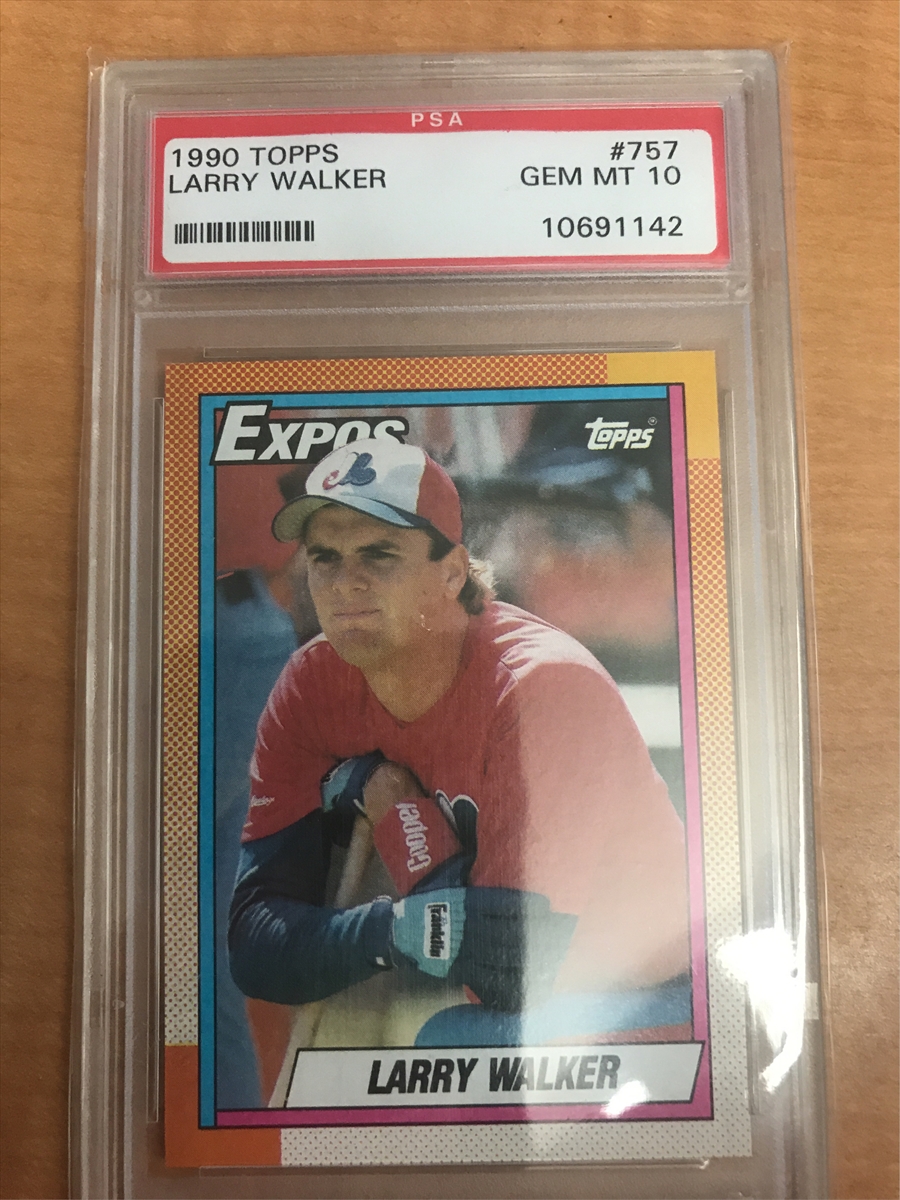 PSA
1990 TOPPS #757
LARRY WALKER GEM MT 10
10691142
EXPOS
TOPPS®
Cooper
Franklin
LARRY WALKER